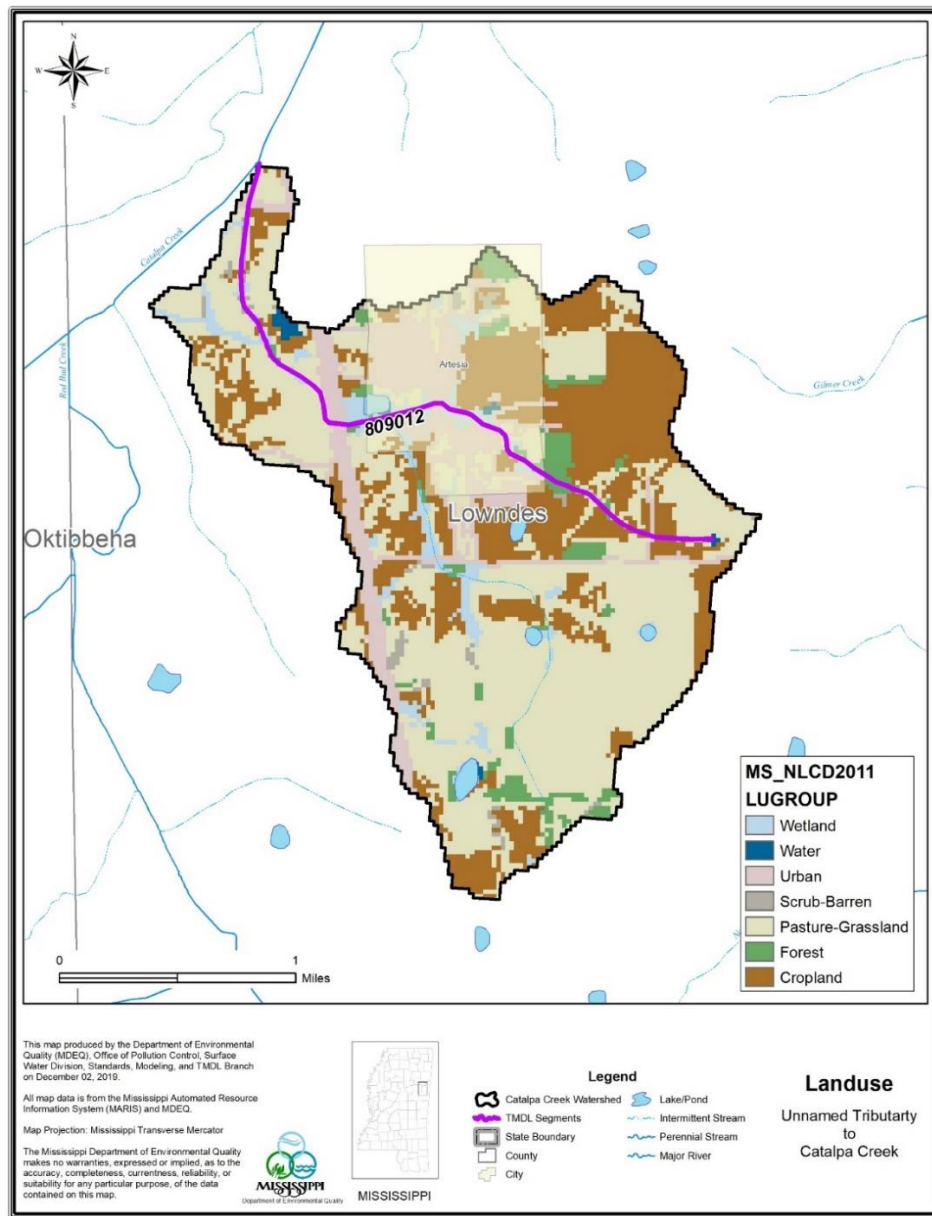 N
W
E
S
Catalpa Creek
Red Bud Creek
Artesia
Gilmer Creek
809012
Lowndes
Oktibbeha
MS_NLCD2011
LUGROUP
Wetland
Water
Urban
Scrub-Barren
Pasture-Grassland
Forest
Cropland
0
1
Miles
This map produced by the Department of Environmental
Quality (MDEQ), Office of Pollution Control, Surface
Water Division, Standards, Modeling, and TMDL Branch
on December 02, 2019.
All map data is from the Mississippi Automated Resource
Information System (MARIS) and MDEQ.
Map Projection: Mississippi Transverse Mercator
The Mississippi Department of Environmental Quality
makes no warranties, expressed or implied, as to the
accuracy, completeness, currentness, reliability, or
suitability for any particular purpose, of the data
contained on this map.
MISSISSIPPI
Department of Environmental Quality
MISSISSIPPI
Legend
Catalpa Creek Watershed
TMDL Segments
State Boundary
County
City
Lake/Pond
Intermittent Stream
Perennial Stream
Major River
Landuse
Unnamed Tributarty
to
Catalpa Creek